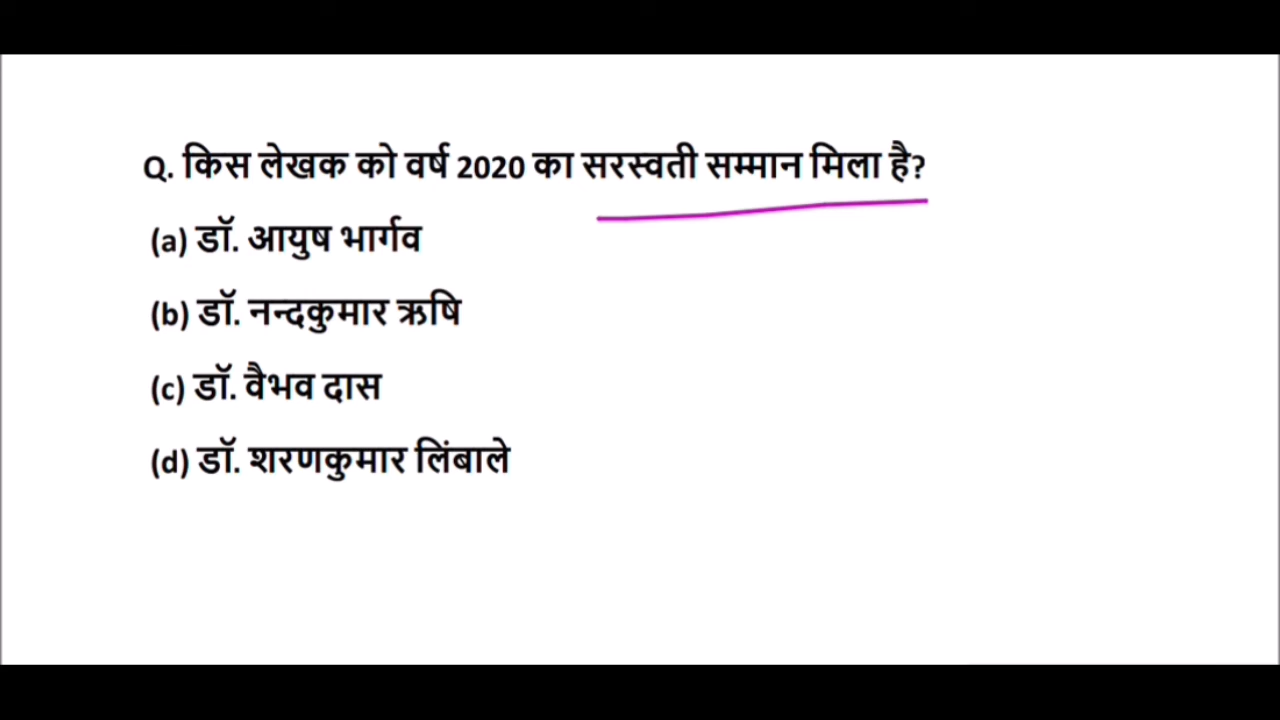 Q. किस लेखक को वर्ष 2020 का सरस्वती सम्मान मिला है?
(a) डॉ. आयुष भार्गव
(b) डॉ. नन्दकुमार ऋषि
(c) डॉ. वैभव दास
(d) डॉ. शरणकुमार लिंबाले